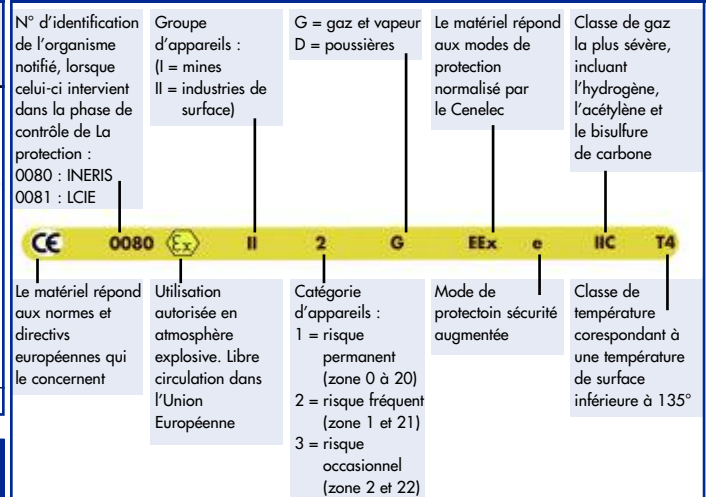 N° d'identification
de l'organisme
notifié, lorsque
celui-ci intervient
dans la phase de
contrôle de La
protection :
0080 : INERIS
0081 : LCIE
Groupe
d'appareils :
(I = mines
II = industries de
surface)
G = gaz et vapeur
D = poussières
Le matériel répond
aux modes de
protection
normalisé par
le Cenelec
Classe de gaz
la plus sévère,
incluant
l'hydrogène,
l'acétylène et
le bisulfure
de carbone
CE 0080 Ex II 2 G EEx e IIC T4
Le matériel répond
aux normes et
directivs
européennes qui
le concernent
Utilisation
autorisée en
atmosphère
explosive. Libre
circulation dans
l'Union
Européenne
Catégorie
d'appareils :
1 = risque
permanent
(zone 0 à 20)
2 = risque fréquent
(zone 1 et 21)
3 = risque
occasionnel
(zone 2 et 22)
Mode de
protectoin sécurité
augmentée
Classe de
température
corespondant à
une température
de surface
inférieure à 135°